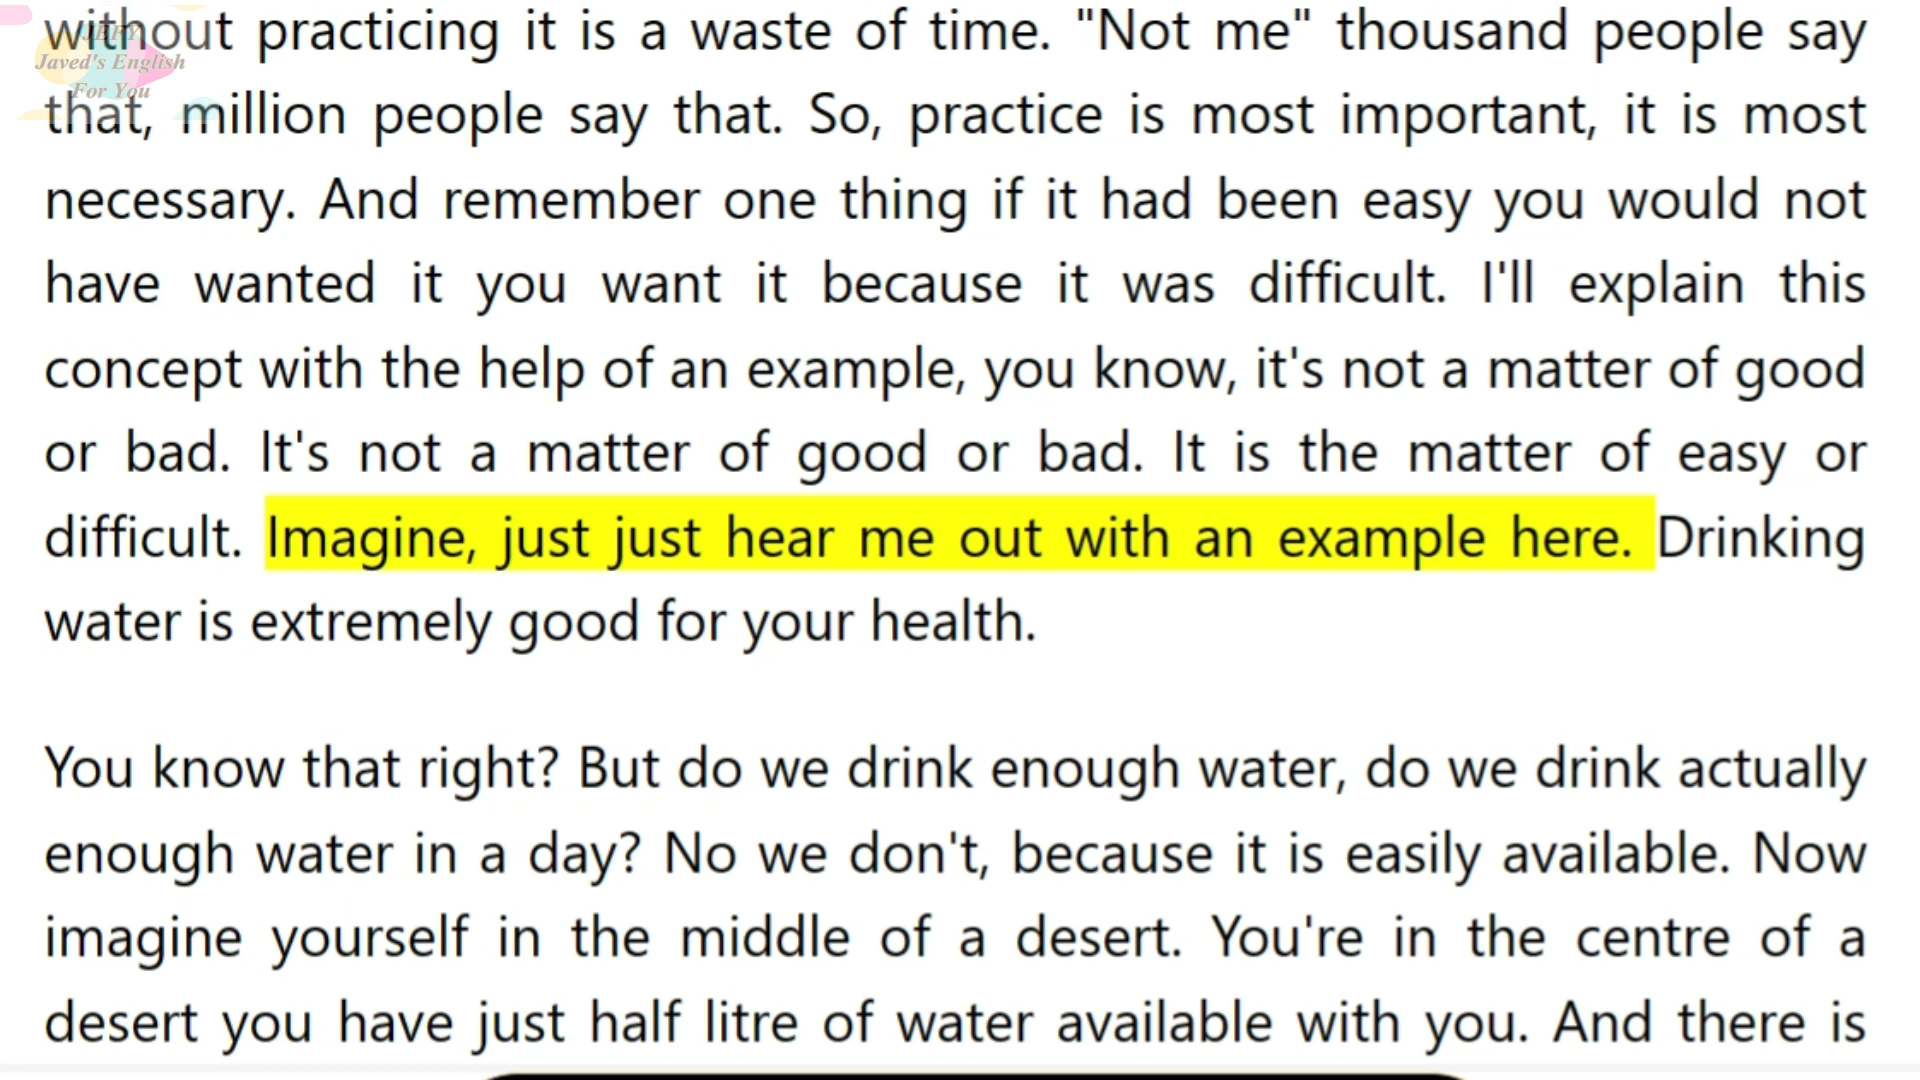 JEFY
Javed's English
For You
without practicing it is a waste of time. "Not me" thousand people say
that, million people say that. So, practice is most important, it is most
necessary. And remember one thing if it had been easy you would not
have wanted it you want it because it was difficult. I'll explain this
concept with the help of an example, you know, it's not a matter of good
or bad. It's not a matter of good or bad. It is the matter of easy or
difficult. Imagine, just just hear me out with an example here. Drinking
water is extremely good for your health.
You know that right? But do we drink enough water, do we drink actually
enough water in a day? No we don't, because it is easily available. Now
imagine yourself in the middle of a desert. You're in the centre of a
desert you have just half litre of water available with you. And there is